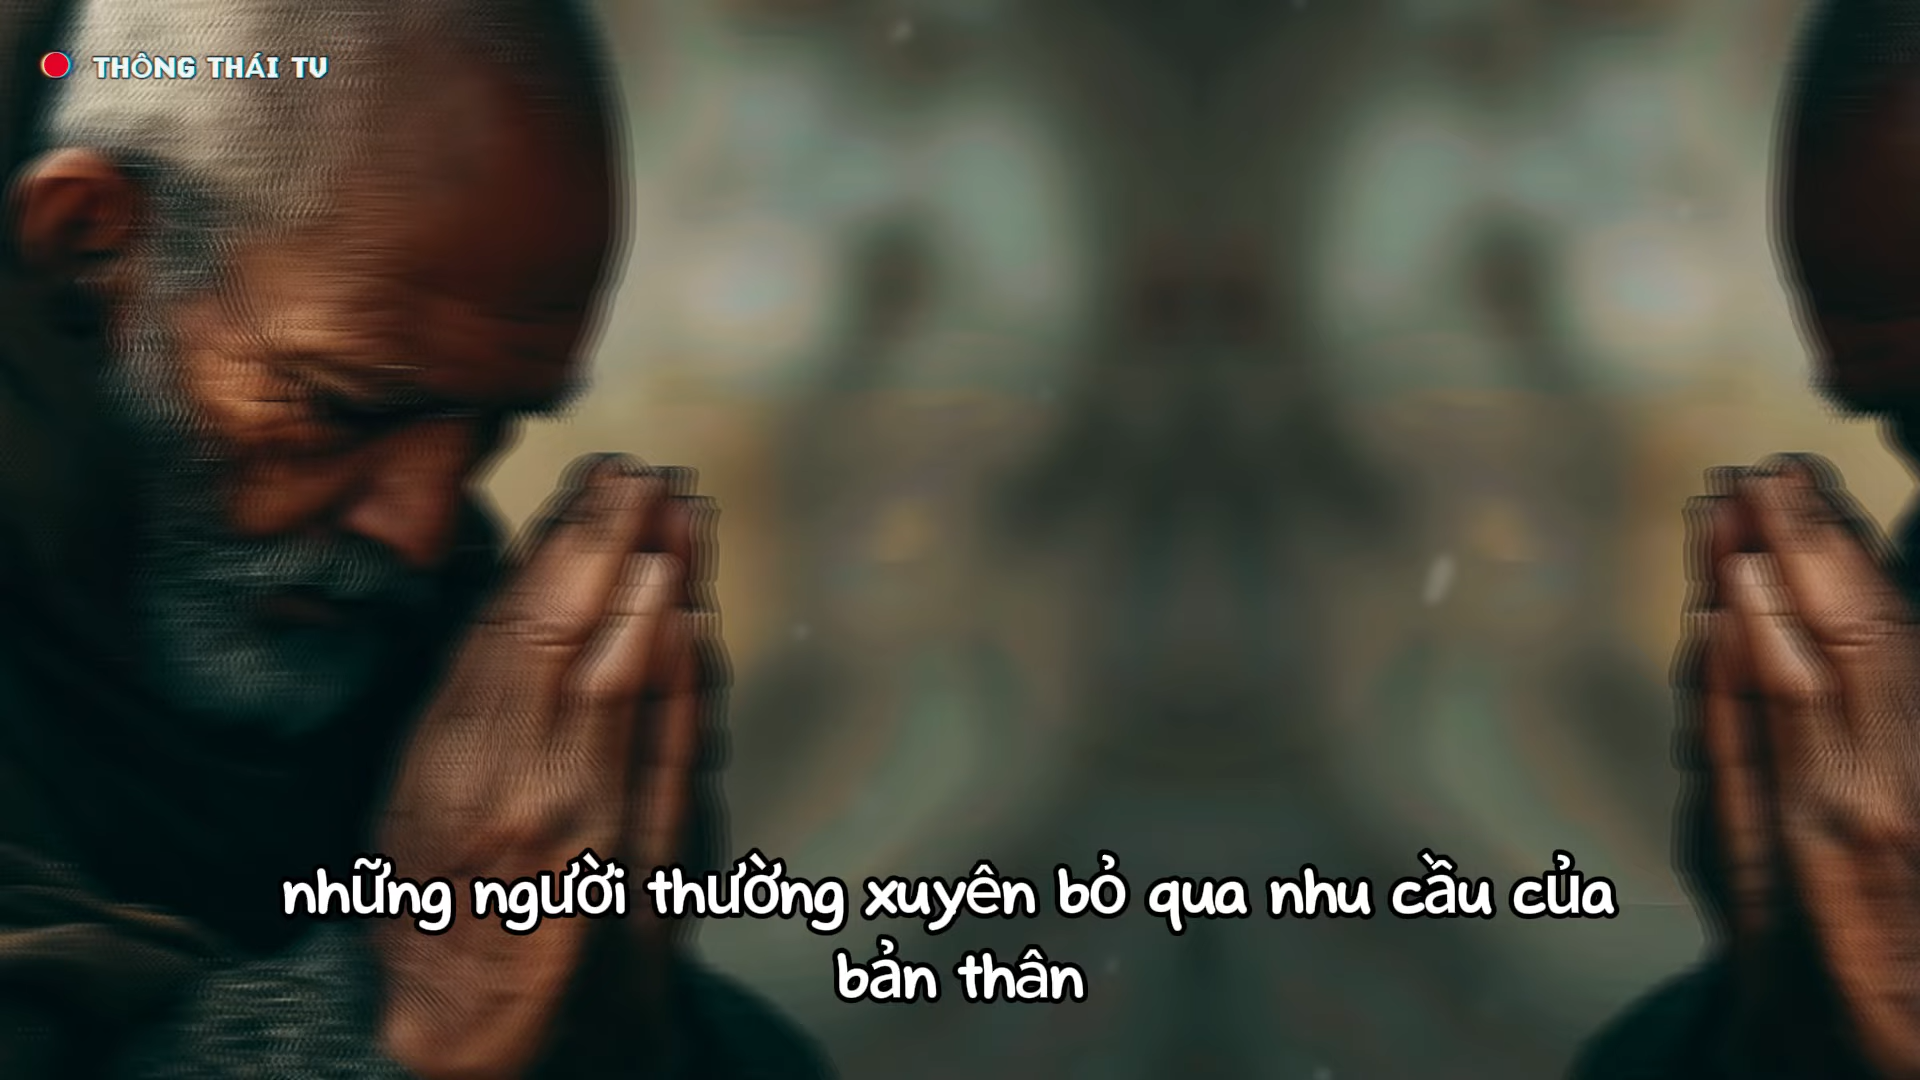 THÔNG THÁI TV
những người thường xuyên bỏ qua nhu cầu của
bản thân